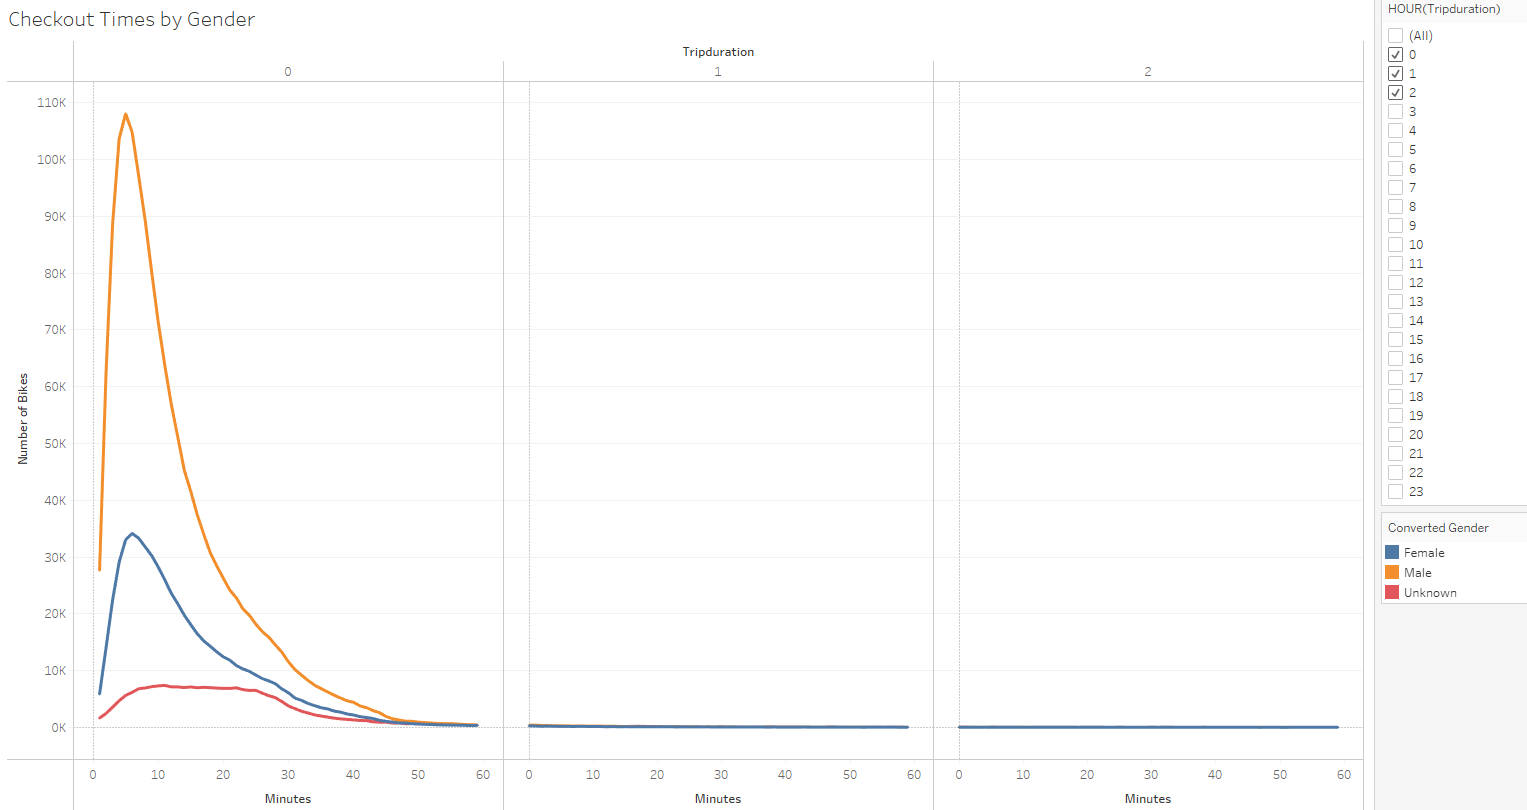 Checkout Times by Gender
Tripduration
0 1 2
110K
100K
90K
80K
70K
60K
50K
40K
30K
20K
10K
0K
Number of Bikes
0 10 20 30 40 50 60 0 10 20 30 40 50 60 0 10 20 30 40 50 60
Minutes Minutes Minutes
HOUR(Tripduration)
(All)
0
1
2
3
4
5
6
7
8
9
10
11
12
13
14
15
16
17
18
19
20
21
22
23
Converted Gender
Female
Male
Unknown